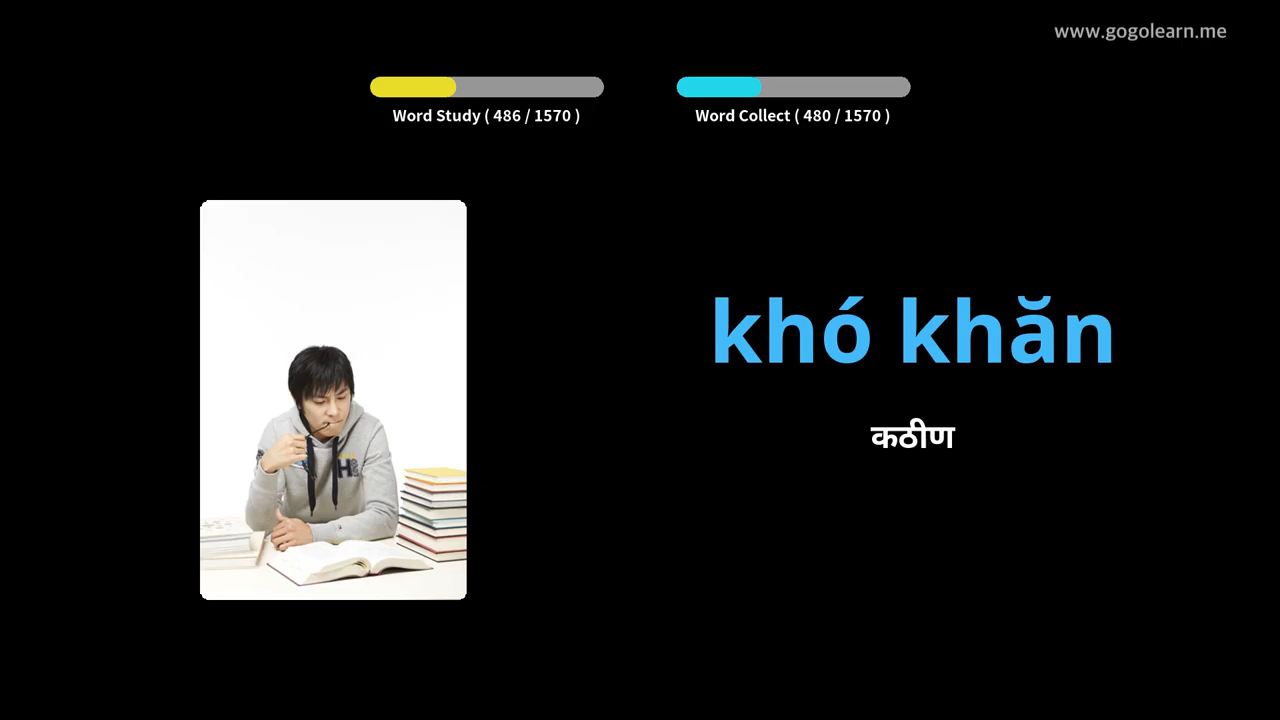 www.gogolearn.me
Word Study ( 486 / 1570 )
Word Collect ( 480 / 1570 )
khó khăn
कठीण